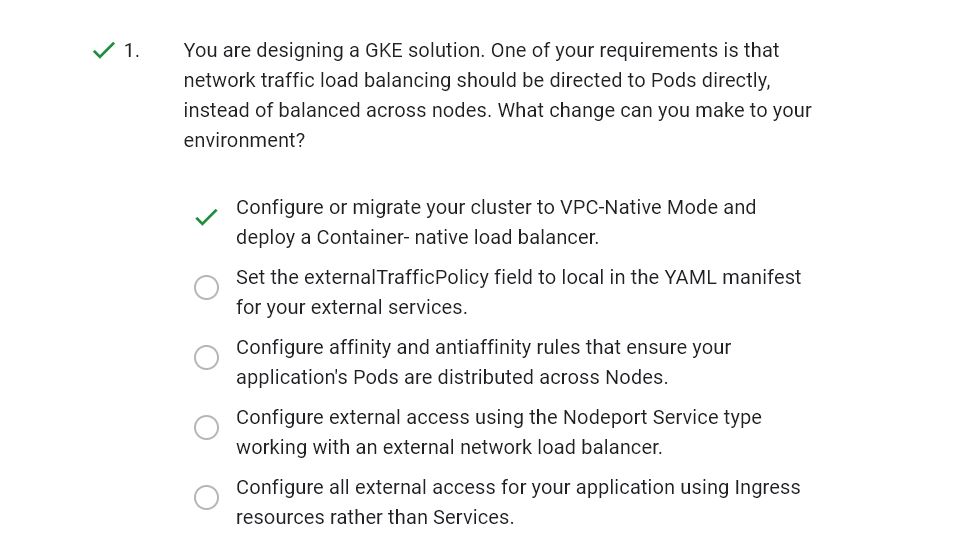 1. You are designing a GKE solution. One of your requirements is that
network traffic load balancing should be directed to Pods directly,
instead of balanced across nodes. What change can you make to your
environment?
Configure or migrate your cluster to VPC-Native Mode and
deploy a Container- native load balancer.
Set the externalTrafficPolicy field to local in the YAML manifest
for your external services.
Configure affinity and antiaffinity rules that ensure your
application's Pods are distributed across Nodes.
Configure external access using the Nodeport Service type
working with an external network load balancer.
Configure all external access for your application using Ingress
resources rather than Services.